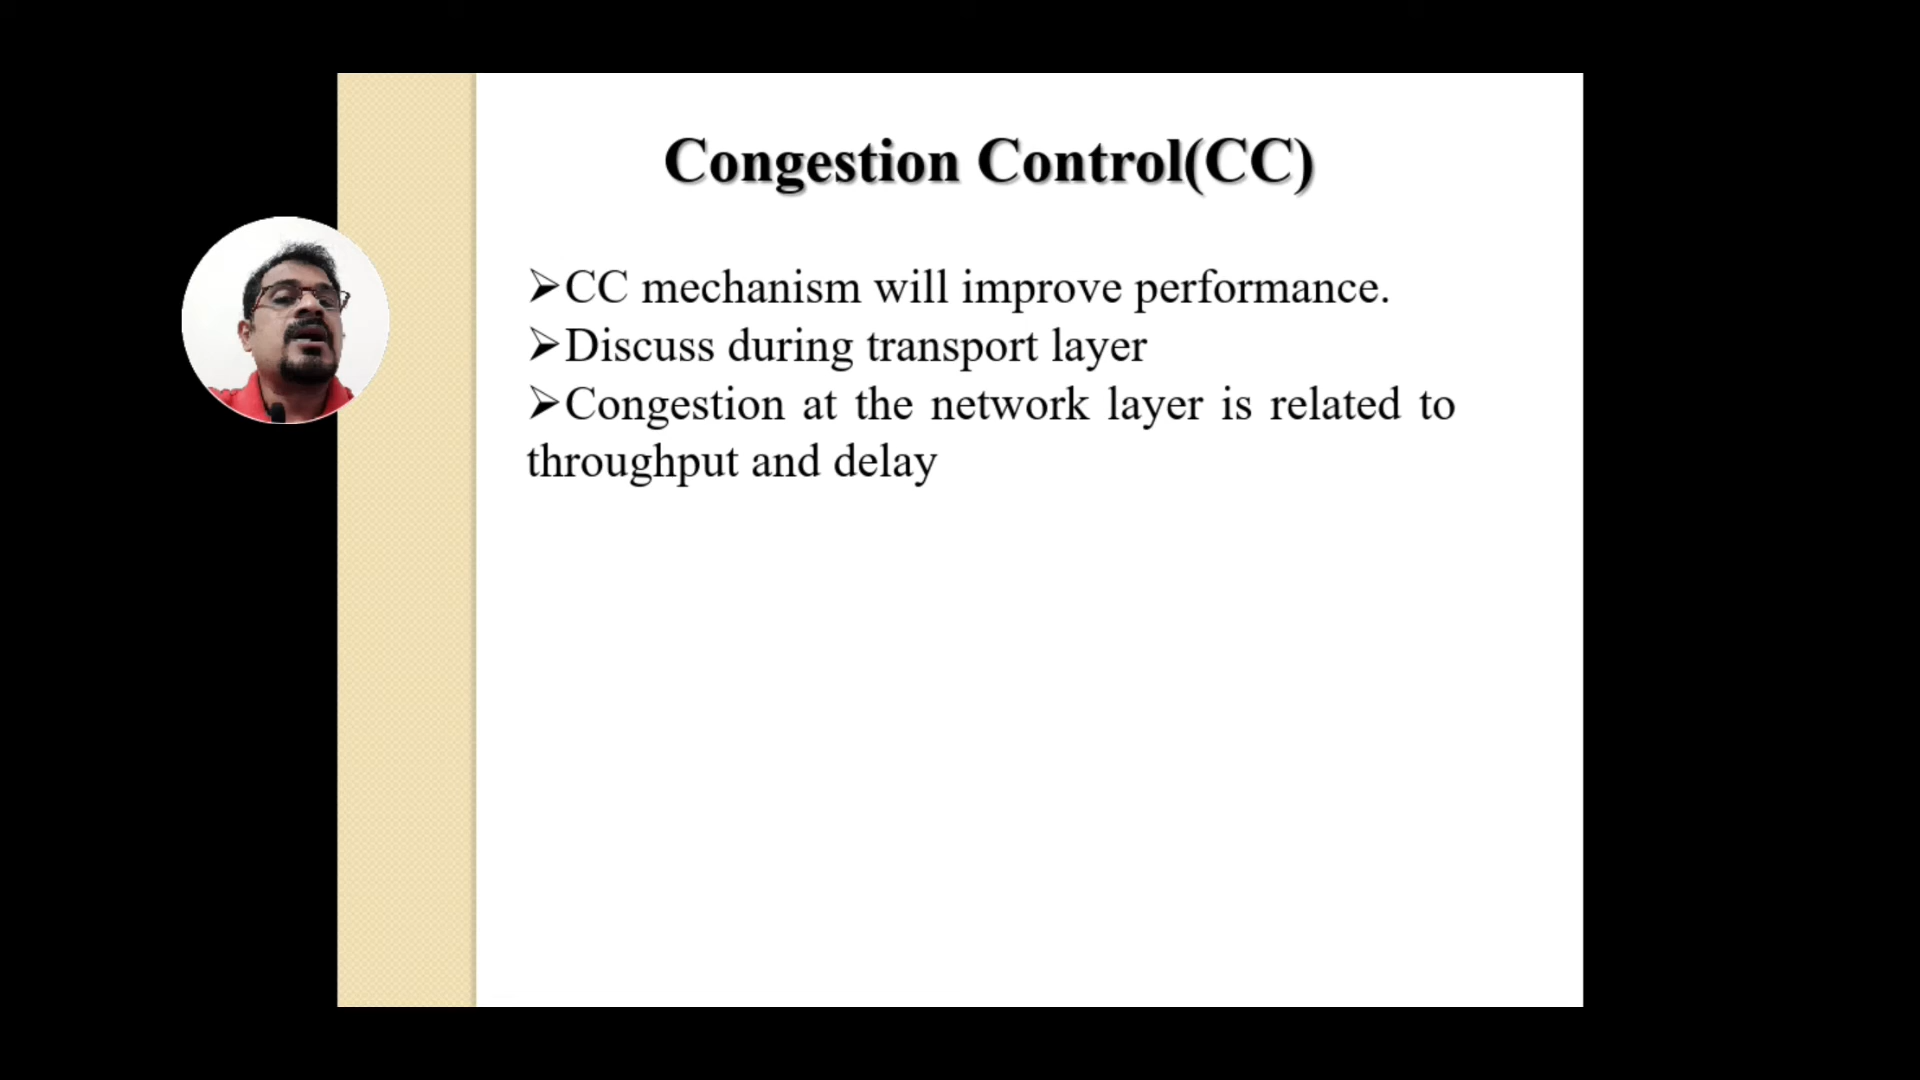 Congestion Control(CC)
➢CC mechanism will improve performance.
➢Discuss during transport layer
➢Congestion at the network layer is related to
throughput and delay